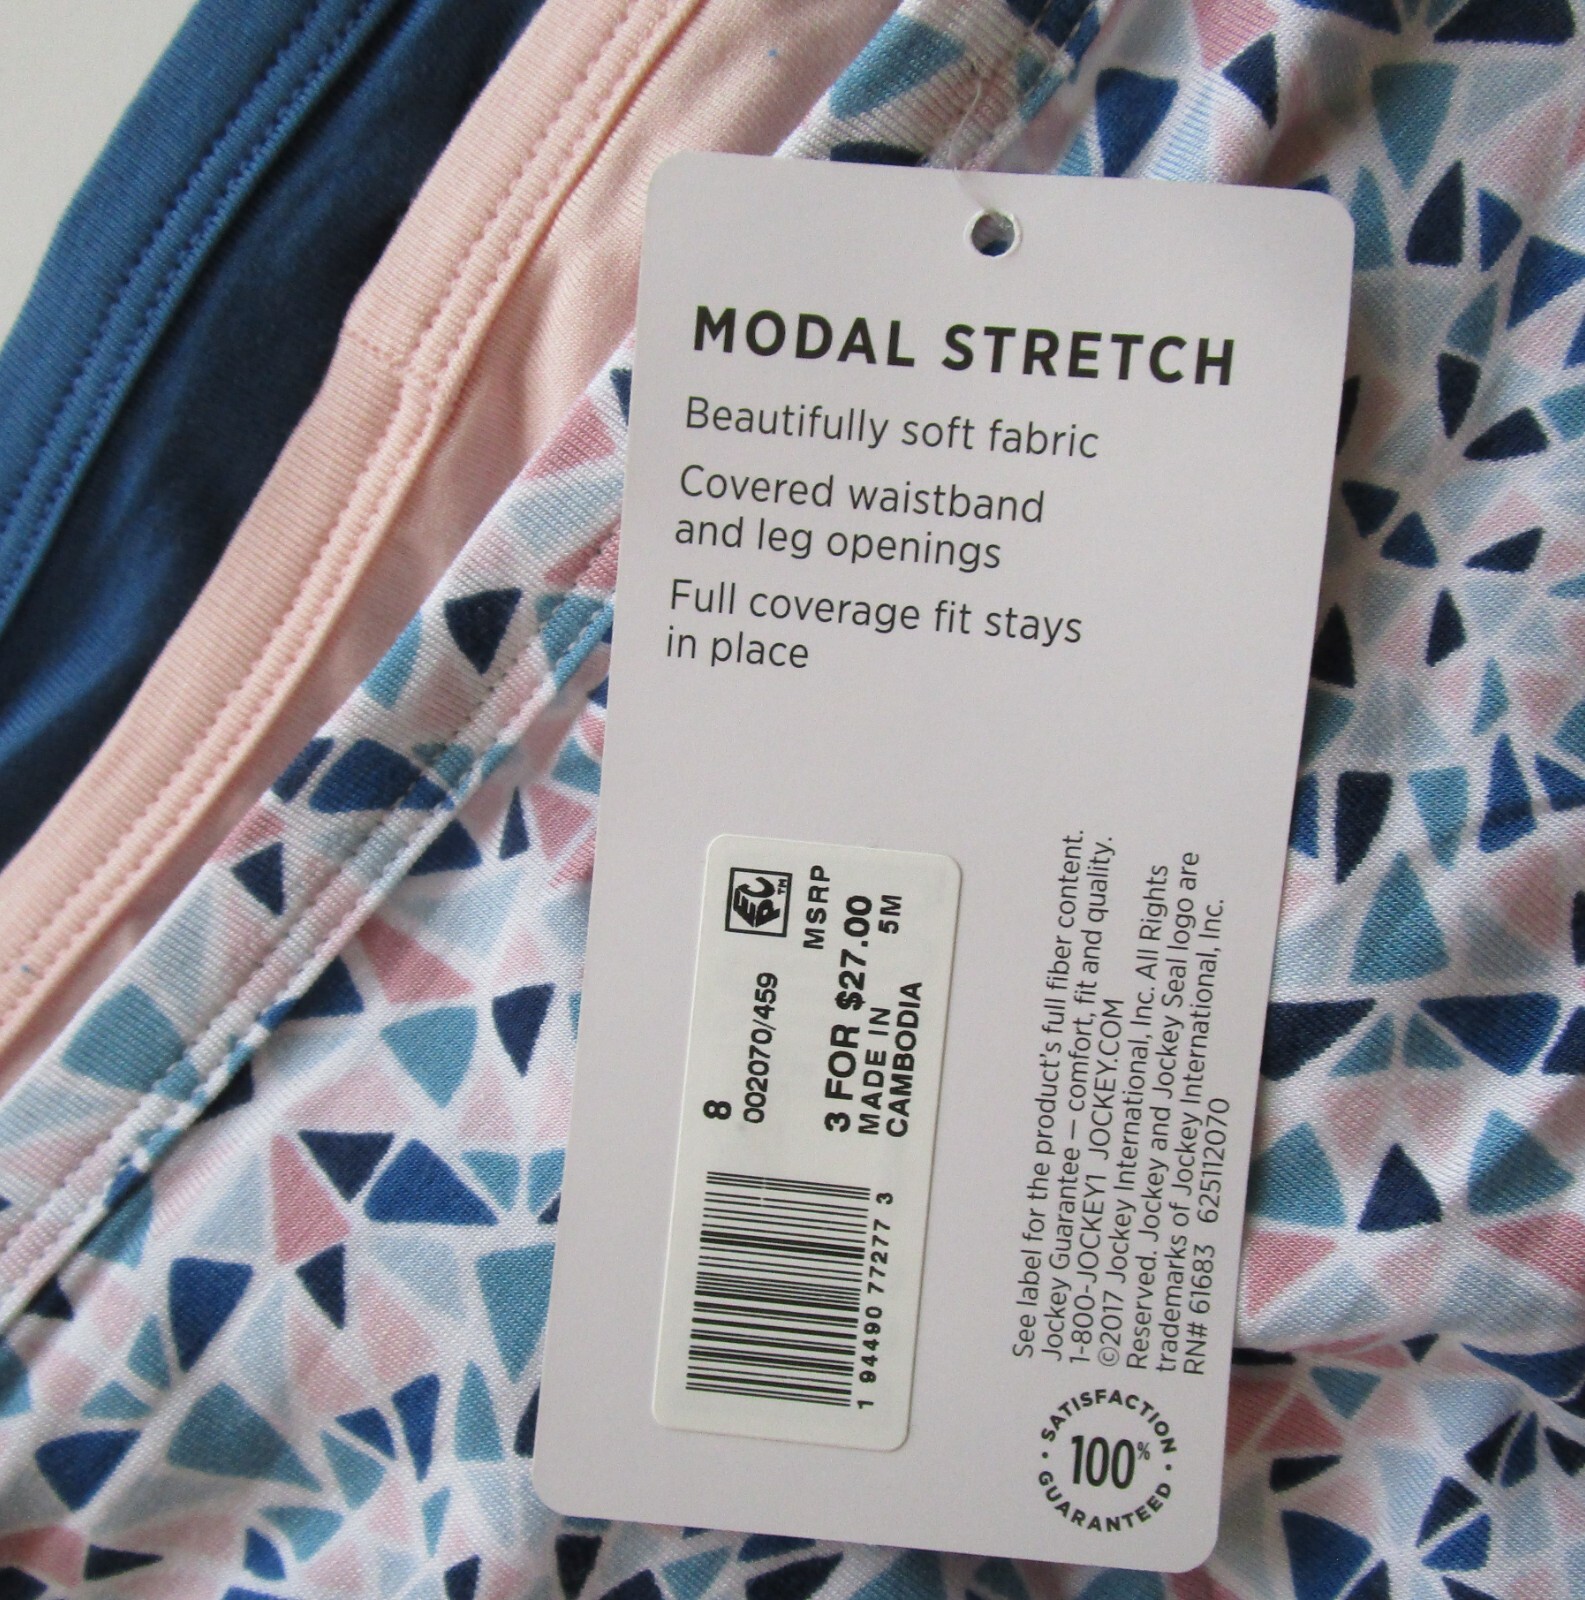 MODAL STRETCH
Beautifully soft fabric
Covered waistband
and leg openings
Full coverage fit stays
in place
EPC™
8
002070/459
MSRP
3 FOR $27.00
MADE IN 5M
CAMBODIA
1 94490 77277 3
See label for the product's full fiber content.
Jockey Guarantee — comfort, fit and quality.
1-800-JOCKEY1 JOCKEY.COM
©2017 Jockey International, Inc. All Rights
Reserved. Jockey and Jockey Seal logo are
trademarks of Jockey International, Inc.
RN# 61683 625112070
SATISFACTION
100%
GUARANTEED